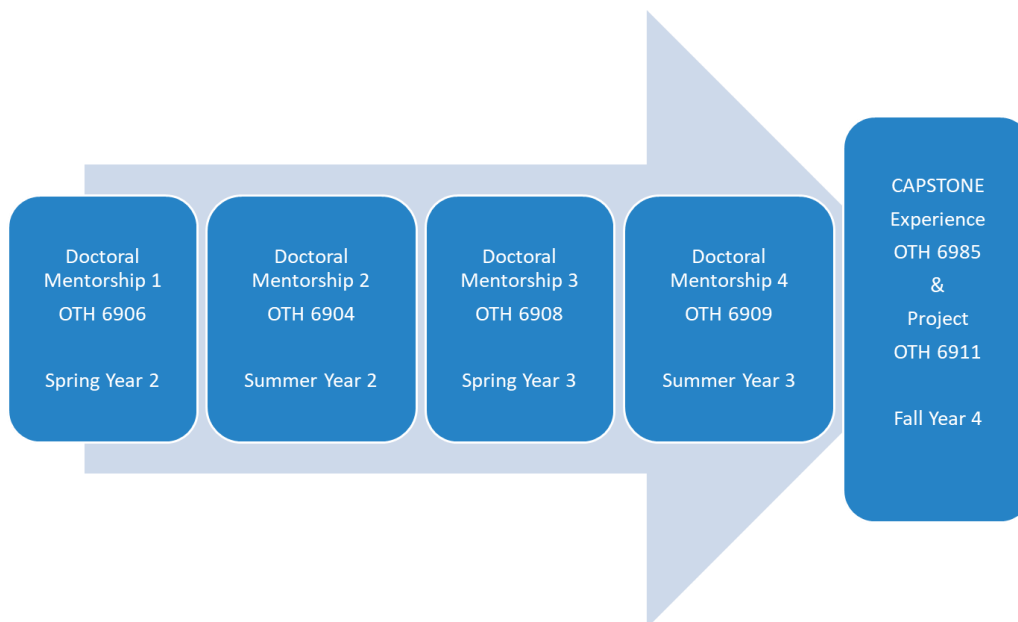 Doctoral
Mentorship 1
OTH 6906
Spring Year 2
Doctoral
Mentorship 2
OTH 6904
Summer Year 2
Doctoral
Mentorship 3
OTH 6908
Spring Year 3
Doctoral
Mentorship 4
OTH 6909
Summer Year 3
CAPSTONE
Experience
OTH 6985
&
Project
OTH 6911
Fall Year 4